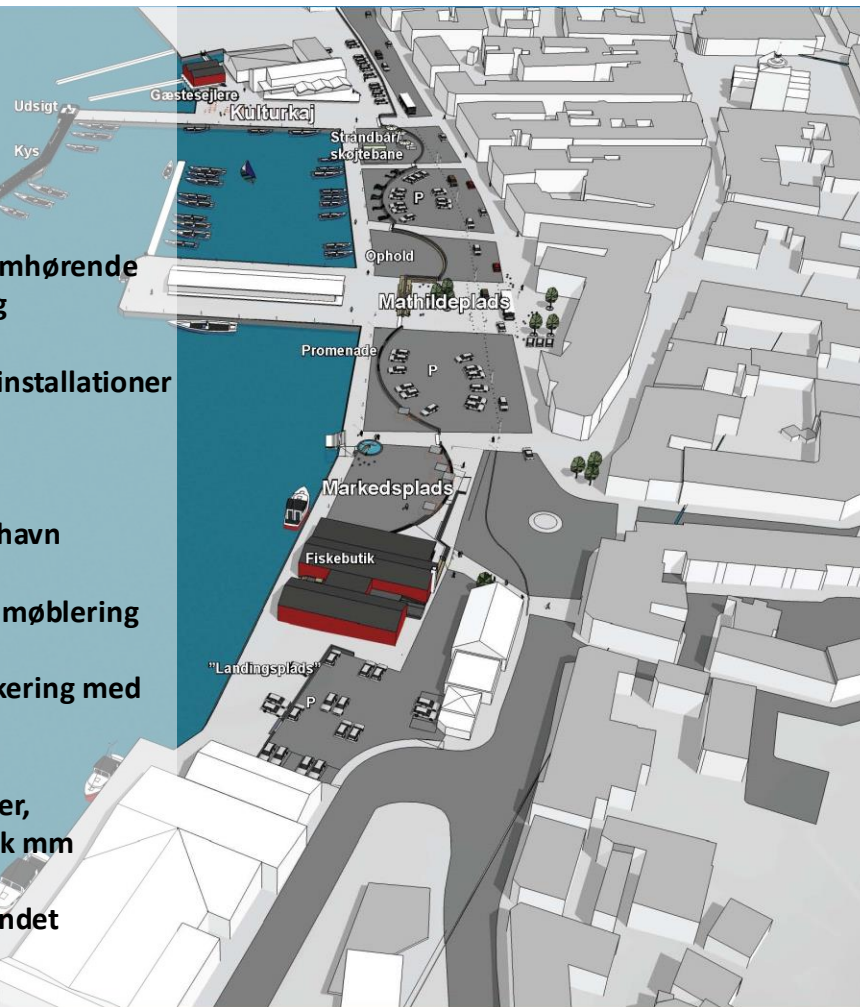 Gæstesejlere
Udsigt
Kulturkaj
Kys
Strandbar/
skøjtebane
P
Ophold
mhørende
g
Mathildeplads
Promenade
P
installationer
Markedsplads
havn
Fiskebutik
møblering
"Landingsplads"
kering med
P
er,
k mm
ndet